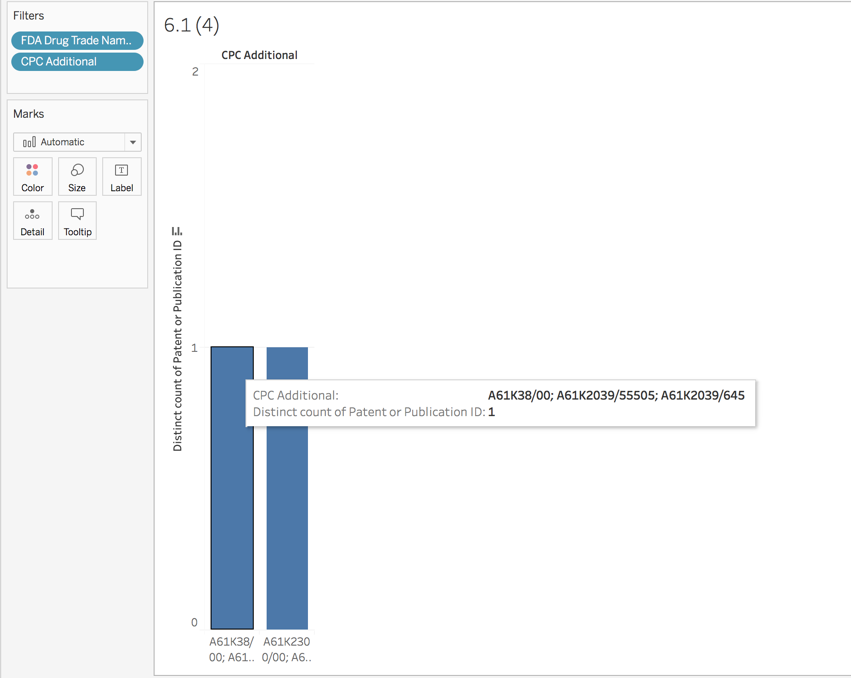 Filters
FDA Drug Trade Nam..
CPC Additional
Marks
Automatic
Color
Size
Label
Detail
Tooltip
6.1 (4)
CPC Additional
2
Distinct count of Patent or Publication ID
1
CPC Additional: A61K38/00; A61K2039/55505; A61K2039/645
Distinct count of Patent or Publication ID: 1
0
A61K38/
00; A61..
A61K230
0/00; A6..